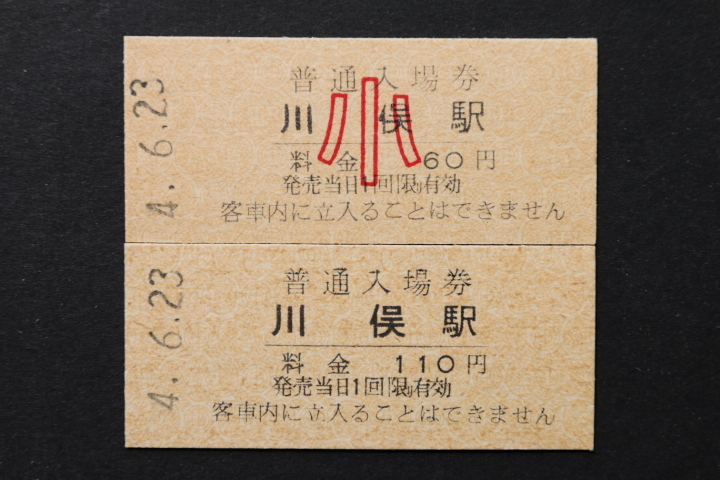 4.6.23
普通入場券
川俣駅
小
料金 60円
発売当日1回限り有効
客車内に立入ることはできません
4.6.23
普通入場券
川俣駅
料金 110円
発売当日1回限り有効
客車内に立入ることはできません